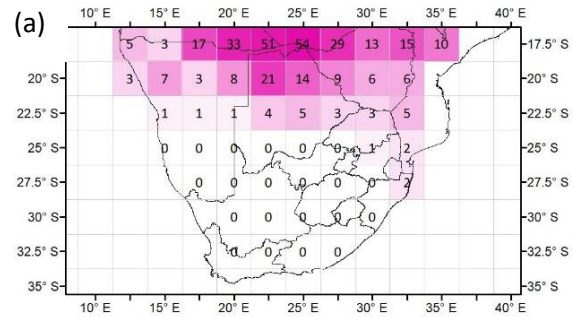 (a)
10° E 15° E 20° E 25° E 30° E 35° E 40° E
5 3 17 33 51 54 29 13 15 10 17.5° S
20° S 3 7 3 8 21 14 9 6 6 20° S
22.5° S 1 1 1 4 5 3 3 5 22.5° S
25° S 0 0 0 0 0 0 1 2 25° S
27.5° S 0 0 0 0 0 0 2 27.5° S
30° S 0 0 0 0 0 30° S
32.5° S 0 0 0 0 32.5° S
35° S 35° S
10° E 15° E 20° E 25° E 30° E 35° E 40° E